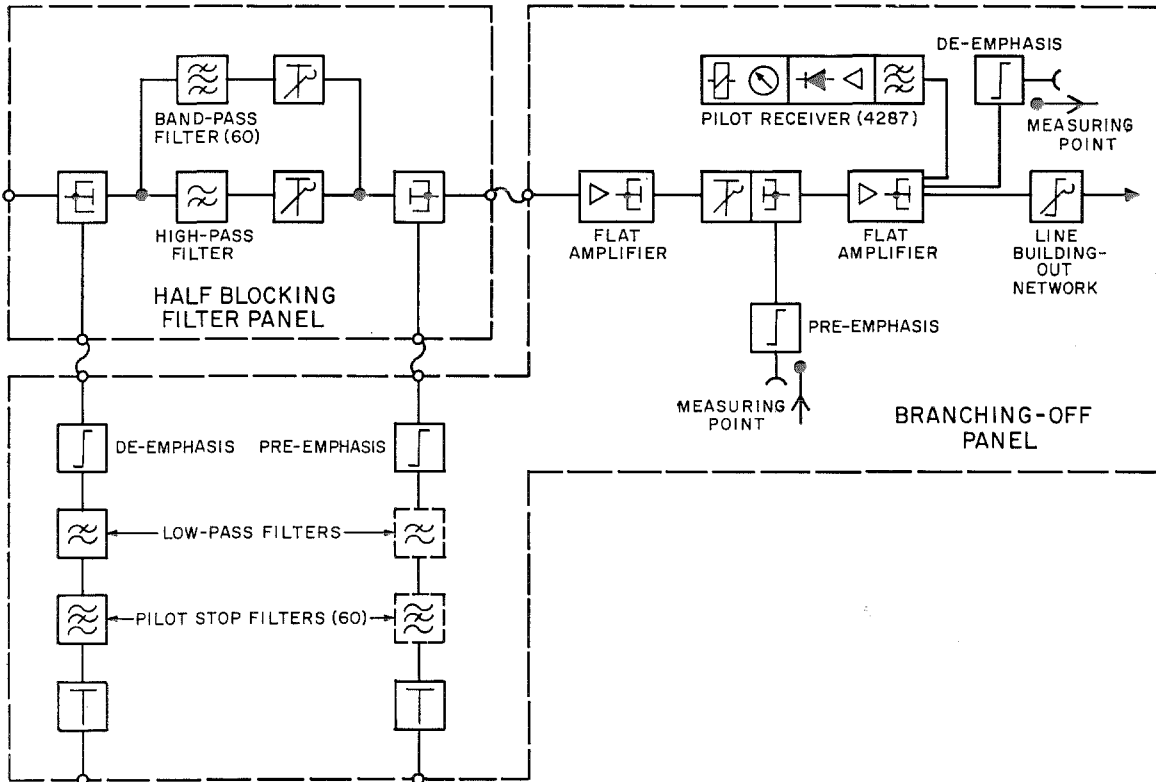 DE-EMPHASIS
BAND-PASS
FILTER (60)
PILOT RECEIVER (4287)
MEASURING
POINT
HIGH-PASS
FILTER
FLAT
AMPLIFIER
FLAT
AMPLIFIER
LINE
BUILDING-
OUT
NETWORK
HALF BLOCKING
FILTER PANEL
PRE-EMPHASIS
MEASURING
POINT
BRANCHING-OFF
PANEL
DE-EMPHASIS
PRE-EMPHASIS
LOW-PASS FILTERS
PILOT STOP FILTERS (60)